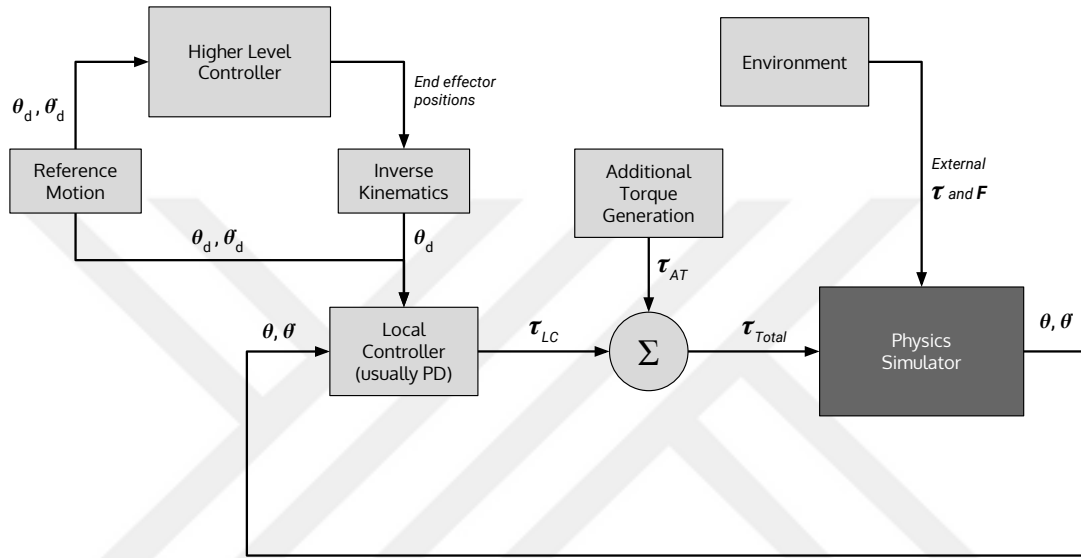 Higher Level
Controller
Environment
End effector
positions
θd, θ̇d
Reference
Motion
Inverse
Kinematics
Additional
Torque
Generation
External
τ and F
θd, θ̇d
θd
τAT
θ, θ̇
Local
Controller
(usually PD)
τLC
Σ
τTotal
Physics
Simulator
θ, θ̇